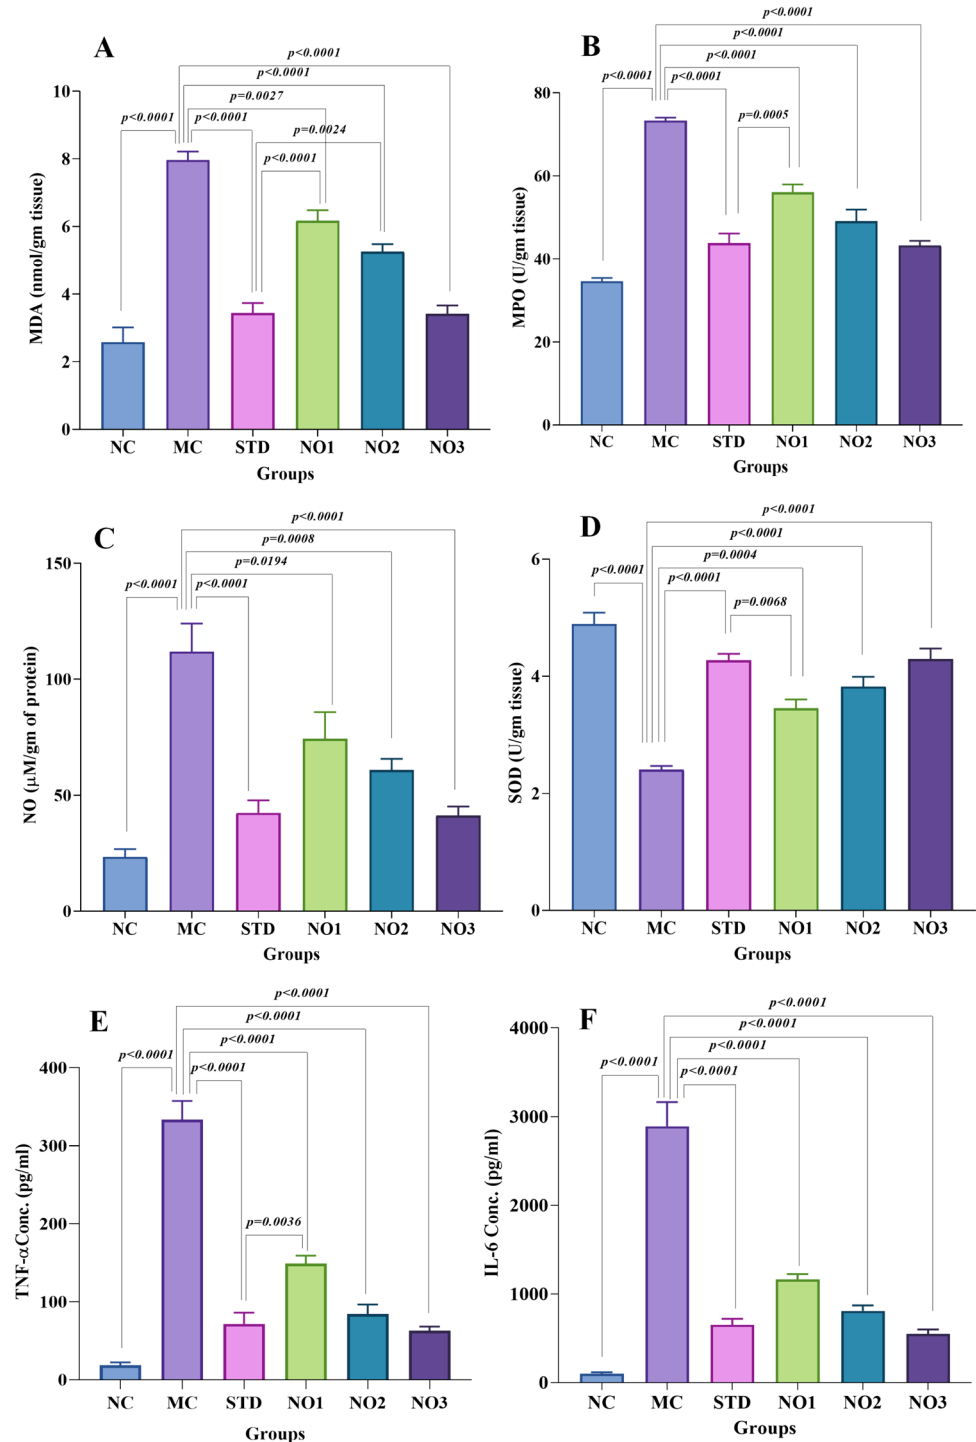 A
p<0.0001
p<0.0001
p=0.0027
p<0.0001
p<0.0001
p=0.0024
p<0.0001
MDA (nmol/gm tissue)
10
8
6
4
2
0
NC MC STD NO1 NO2 NO3
Groups
B
p<0.0001
p<0.0001
p<0.0001
p<0.0001
p<0.0001
p=0.0005
MPO (U/gm tissue)
80
60
40
20
0
NC MC STD NO1 NO2 NO3
Groups
C
p<0.0001
p=0.0008
p=0.0194
p<0.0001
p<0.0001
NO (μM/gm of protein)
150
100
50
0
NC MC STD NO1 NO2 NO3
Groups
D
p<0.0001
p<0.0001
p=0.0004
p<0.0001
p<0.0001
p=0.0068
SOD (U/gm tissue)
6
4
2
0
NC MC STD NO1 NO2 NO3
Groups
E
p<0.0001
p<0.0001
p<0.0001
p<0.0001
p<0.0001
p=0.0036
TNF-αConc. (pg/ml)
400
300
200
100
0
NC MC STD NO1 NO2 NO3
Groups
F
p<0.0001
p<0.0001
p<0.0001
p<0.0001
p<0.0001
IL-6 Conc. (pg/ml)
4000
3000
2000
1000
0
NC MC STD NO1 NO2 NO3
Groups